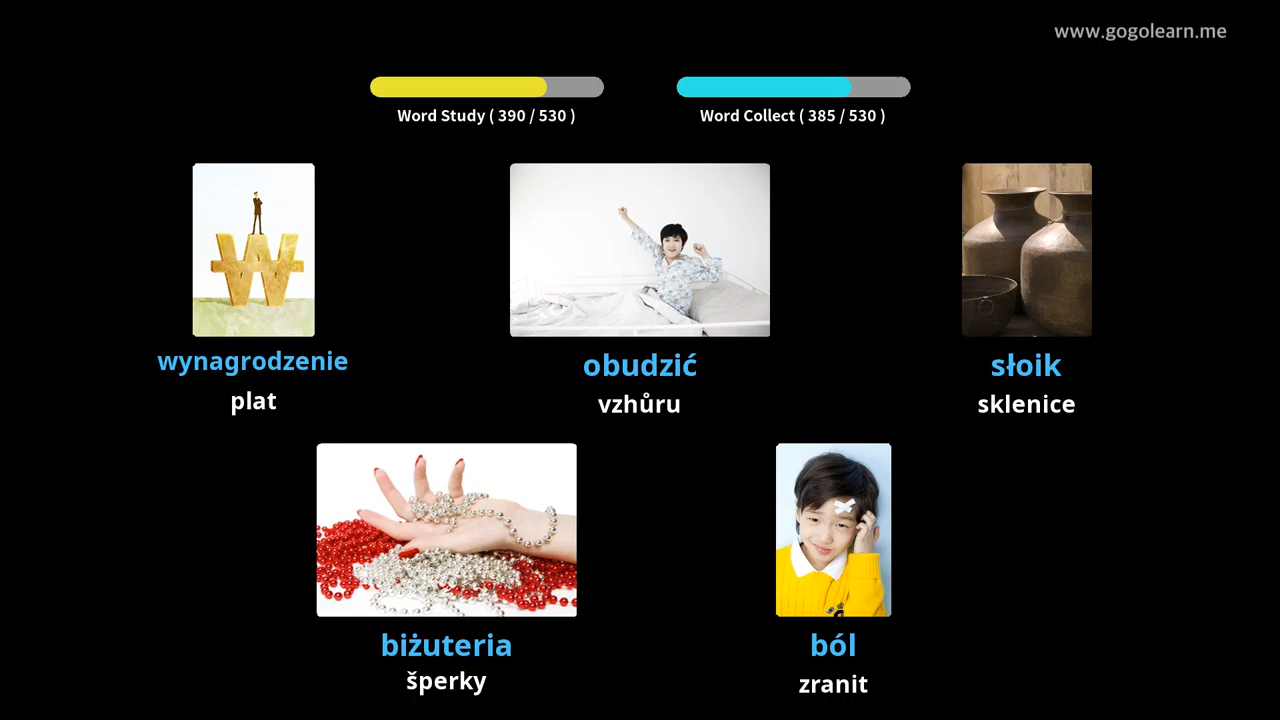 www.gogolearn.me
Word Study ( 390 / 530 )
Word Collect ( 385 / 530 )
wynagrodzenie
plat
obudzić
vzhůru
słoik
sklenice
biżuteria
šperky
ból
zranit